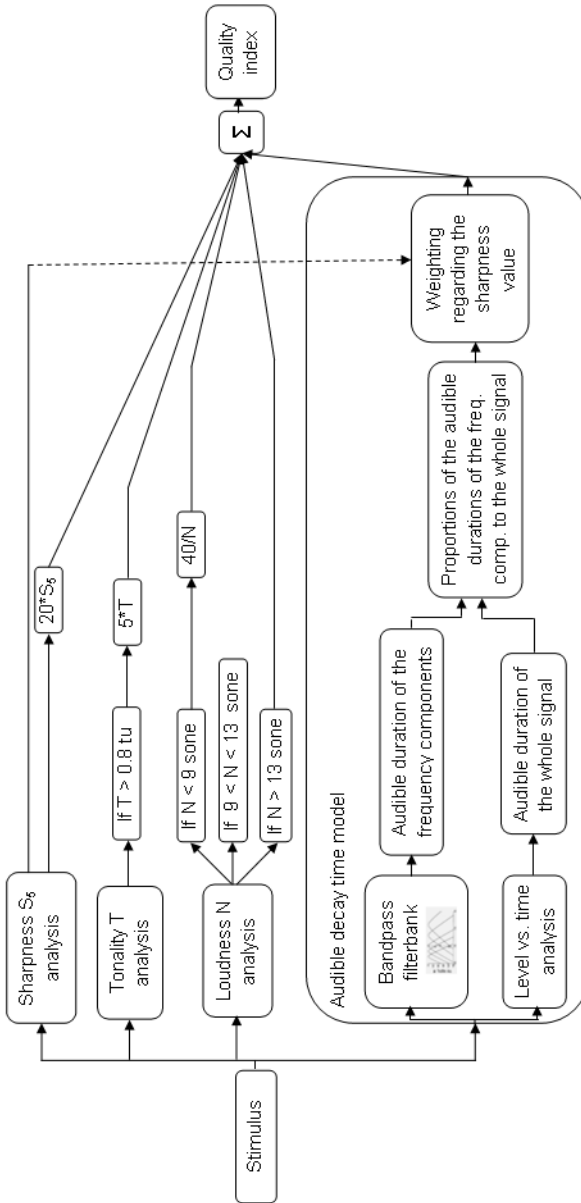 Stimulus
Sharpness S₅
analysis
Tonality T
analysis
Loudness N
analysis
20*S₅
If T > 0.8 tu
5*T
If N < 9 sone
If 9 < N < 13 sone
If N > 13 sone
40/N
Σ
Quality
index
Audible decay time model
Bandpass
filterbank
Level vs. time
analysis
Audible duration of the
frequency components
Audible duration of
the whole signal
Proportions of the audible
durations of the freq.
comp. to the whole signal
Weighting
regarding the
sharpness
value